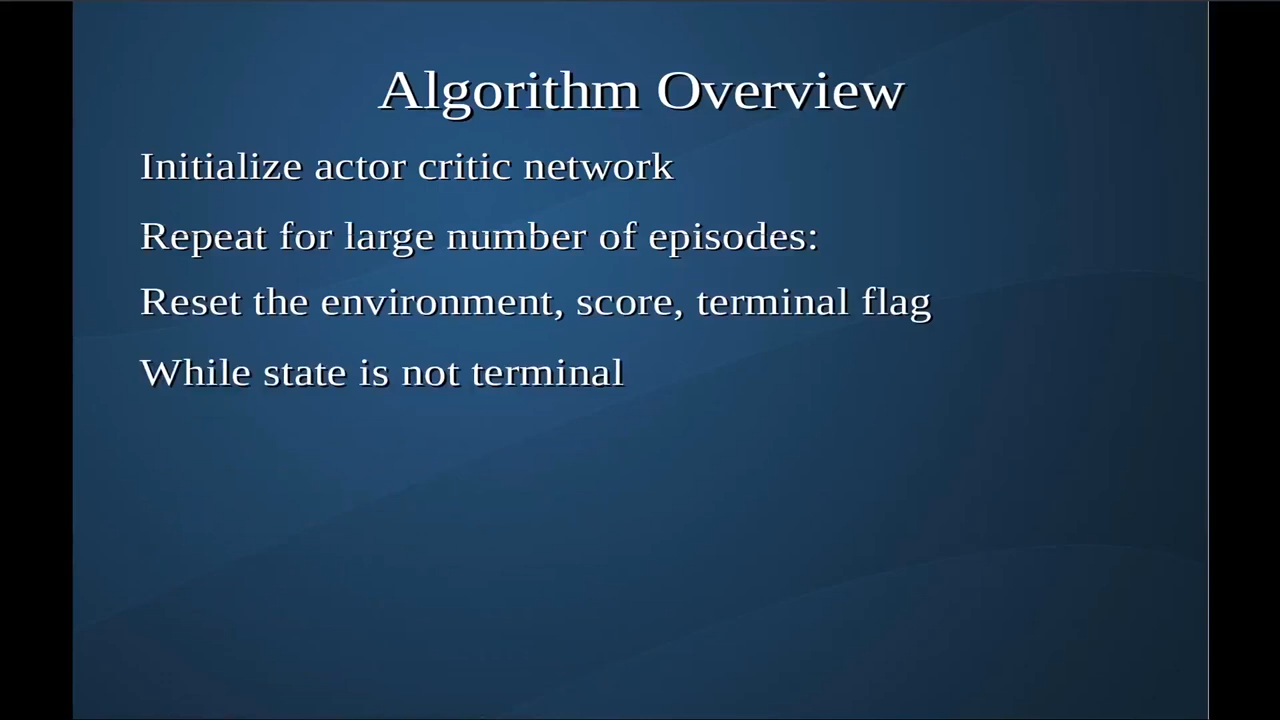 Algorithm Overview
Initialize actor critic network
Repeat for large number of episodes:
Reset the environment, score, terminal flag
While state is not terminal